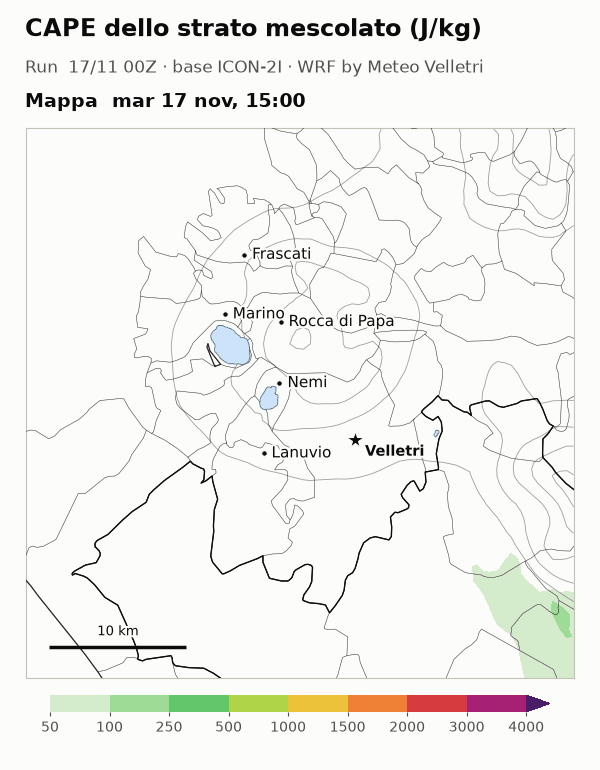 CAPE dello strato mescolato (J/kg)
Run  17/11 00Z · base ICON-2I · WRF by Meteo Velletri
Mappa  mar 17 nov, 15:00
Frascati
Marino
Rocca di Papa
Nemi
Velletri
Lanuvio
10 km
50 100 250 500 1000 1500 2000 3000 4000